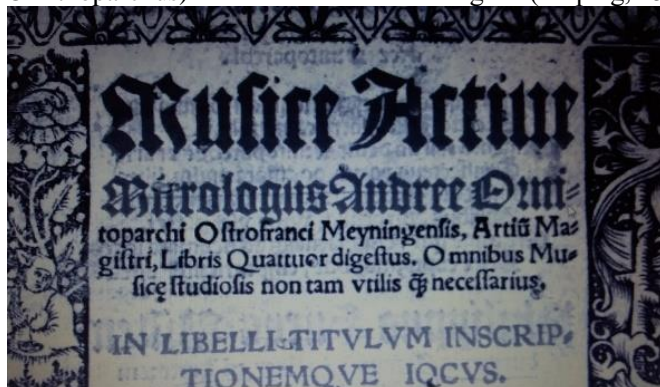 Musice Actiue
Micrologus Andree Orni⸗
toparchi Ostrofranci Meyningensis, Artiũ Ma⸗
gistri, Libris Quattuor digestus. Omnibus Mu⸗
sicę studiosis non tam vtilis ꝙ̃ necessarius.
IN LIBELLI TITVLVM INSCRIP⸗
TIONEMQVE IOCVS.